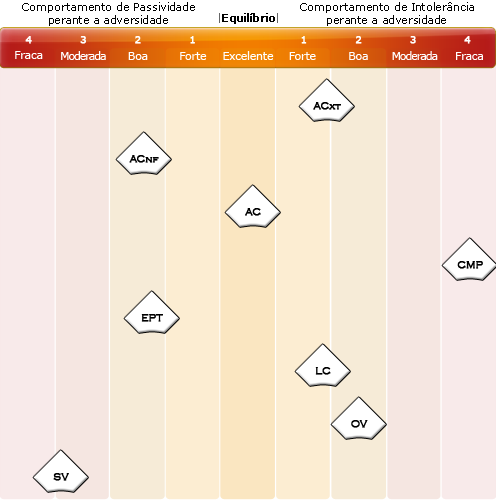 Comportamento de Passividade
perante a adversidade
|Equilíbrio|
Comportamento de Intolerância
perante a adversidade
4 3 2 1 1 2 3 4
Fraca Moderada Boa Forte Excelente Forte Boa Moderada Fraca
ACXT
ACNF
AC
CMP
EPT
LC
OV
SV